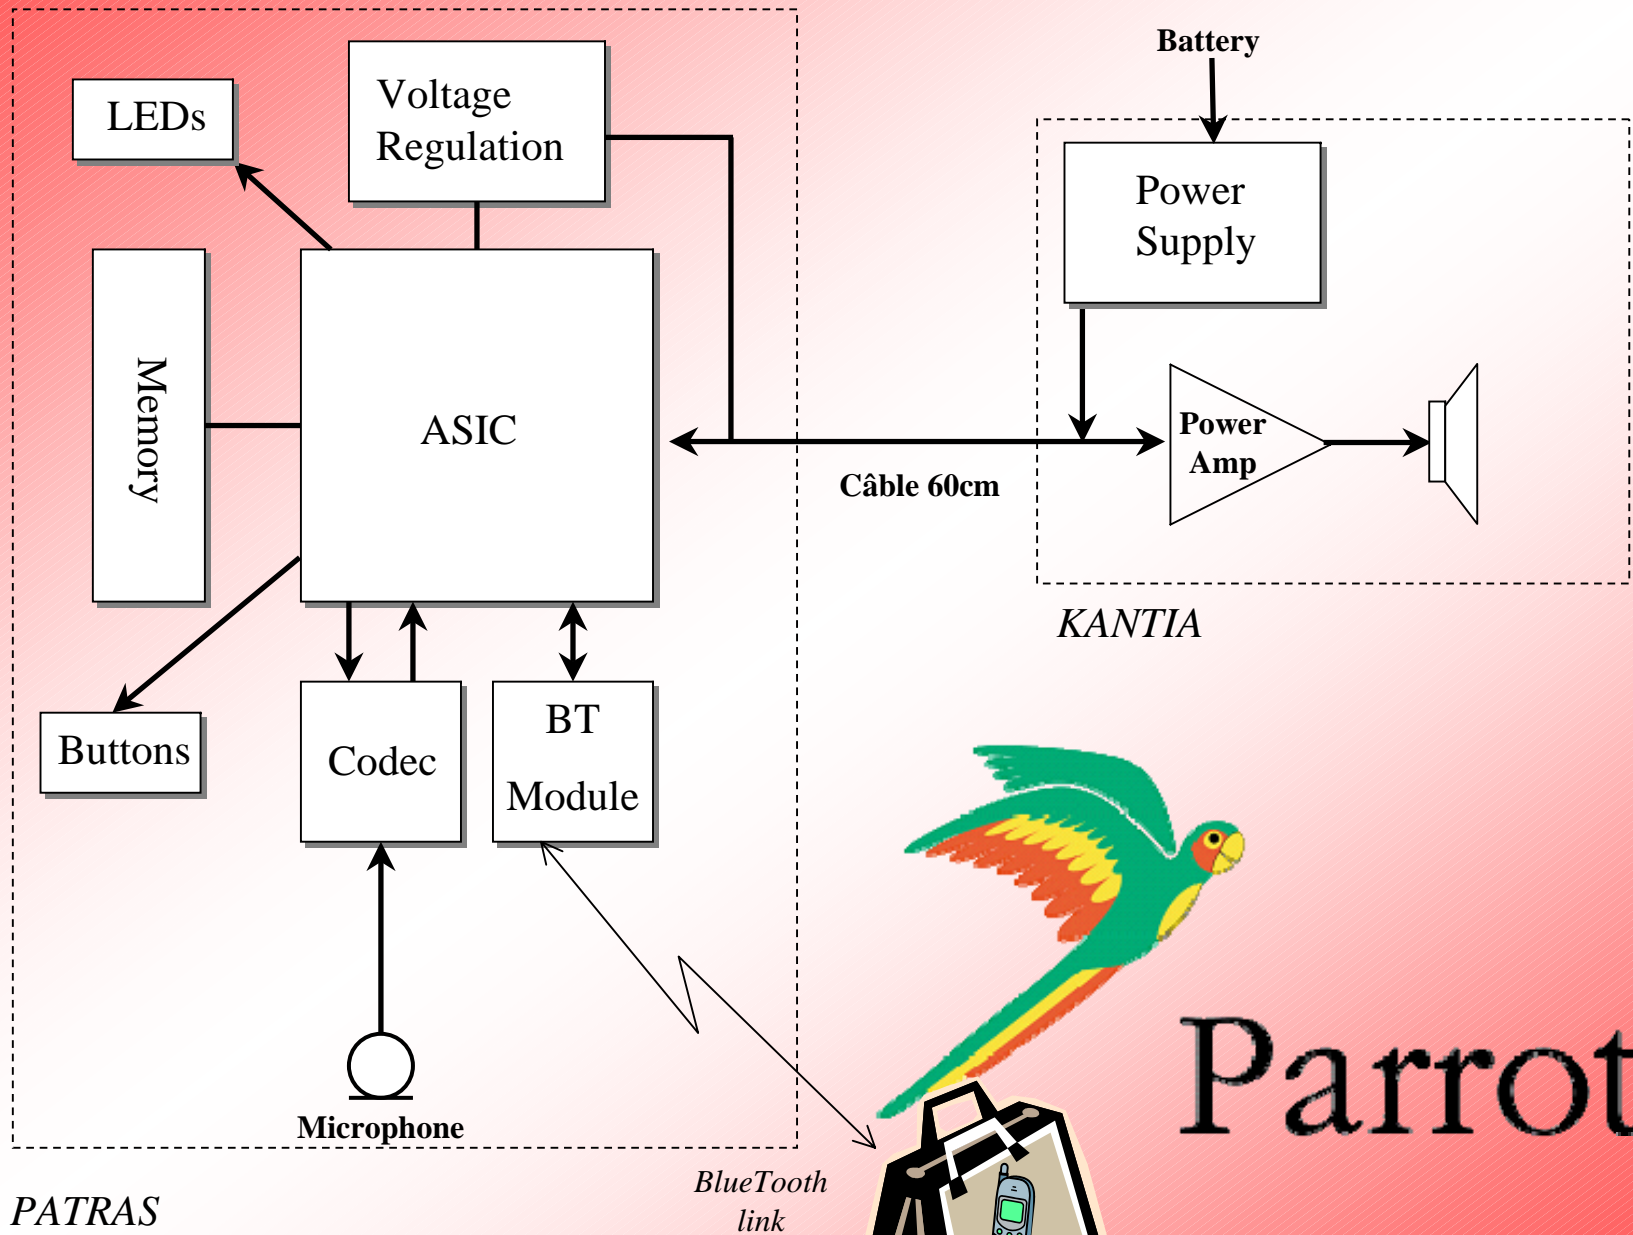 Battery
LEDs
Voltage
Regulation
Power
Supply
Memory
ASIC
Power
Amp
Câble 60cm
KANTIA
Buttons
Codec
BT
Module
Microphone
Parrot
BlueTooth
link
PATRAS